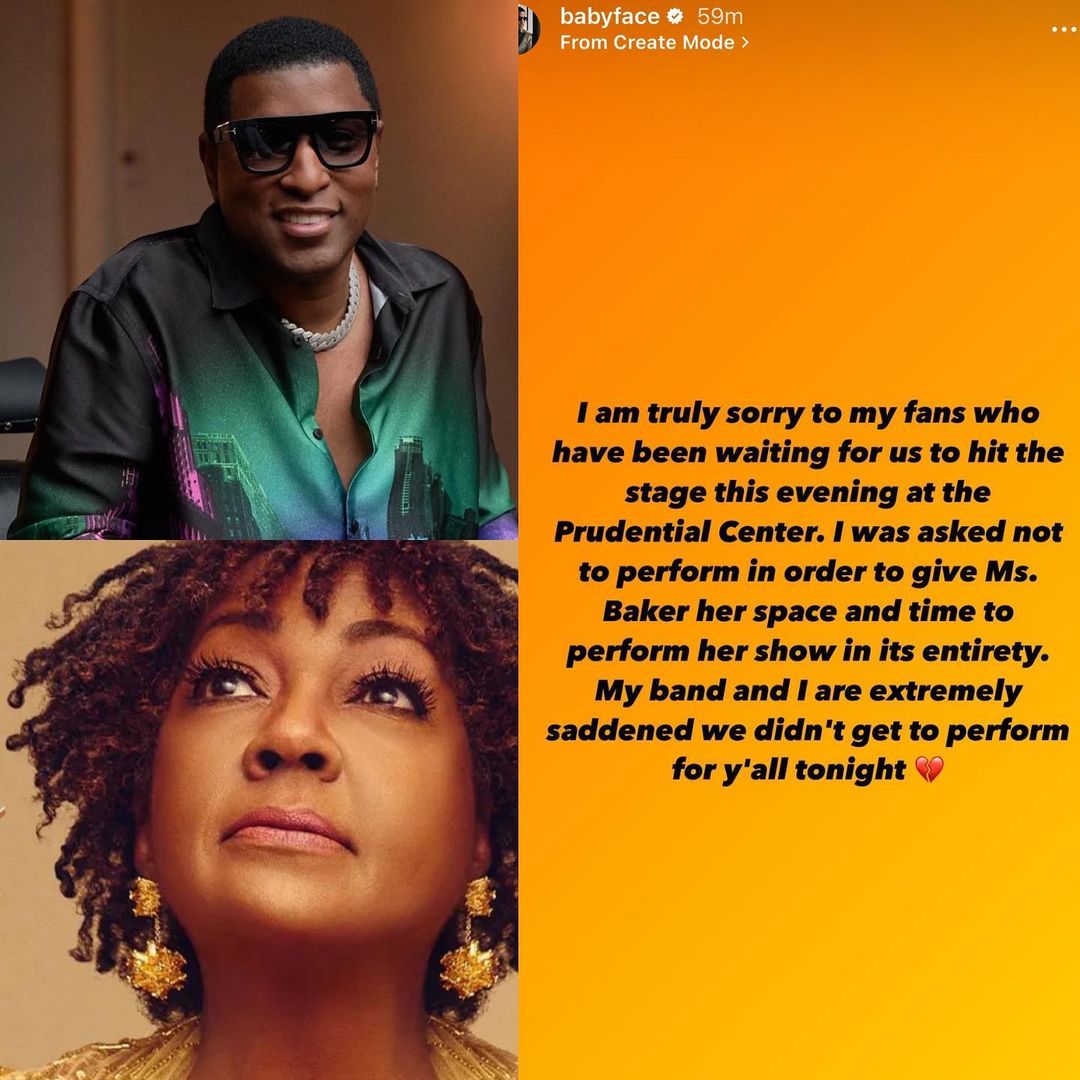 babyface 59m
From Create Mode >
I am truly sorry to my fans who
have been waiting for us to hit the
stage this evening at the
Prudential Center. I was asked not
to perform in order to give Ms.
Baker her space and time to
perform her show in its entirety.
My band and I are extremely
saddened we didn't get to perform
for y'all tonight 💔